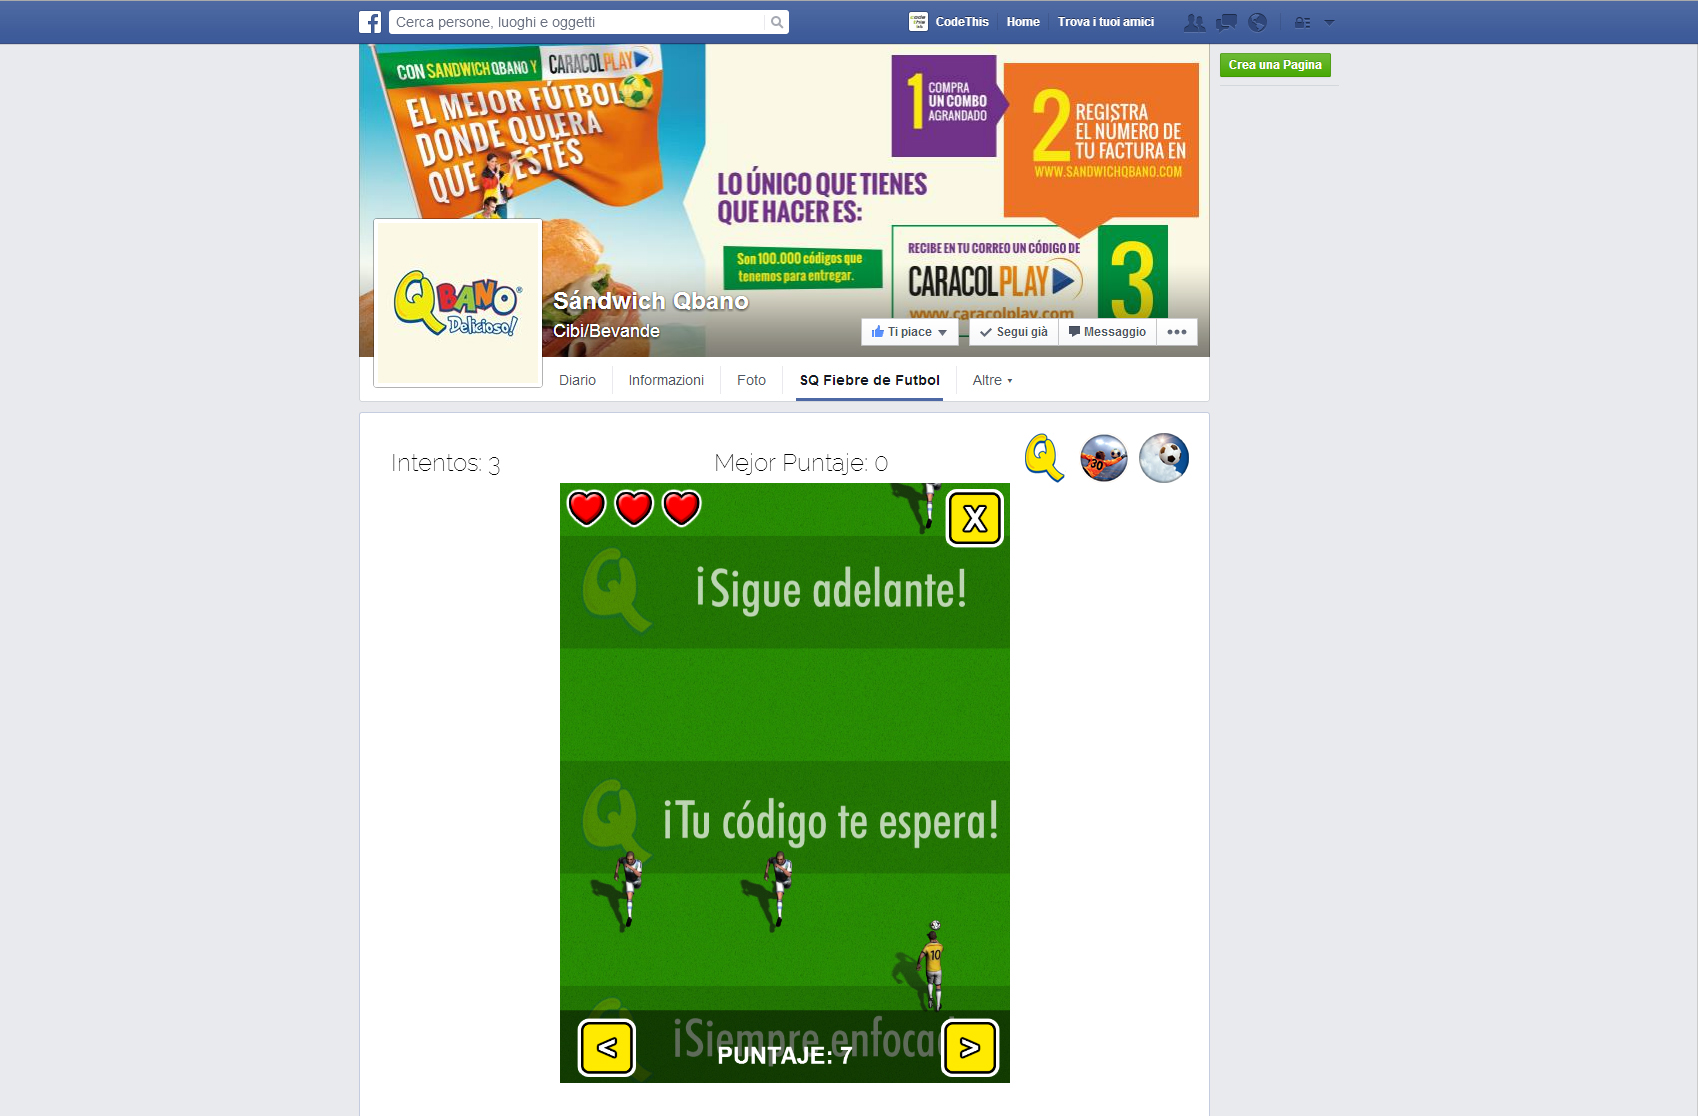 Cerca persone, luoghi e oggetti
CodeThis
Home
Trova i tuoi amici
Crea una Pagina
CON SANDWICH QBANO Y CARACOLPLAY
EL MEJOR FÚTBOL
DONDE QUIERA
QUE ESTÉS
1 COMPRA
UN COMBO
AGRANDADO
2 REGISTRA
EL NÚMERO DE
TU FACTURA EN
WWW.SANDWICHQBANO.COM
LO ÚNICO QUE TIENES
QUE HACER ES:
Son 100.000 códigos que
tenemos para entregar.
RECIBE EN TU CORREO UN CÓDIGO DE
CARACOLPLAY
www.caracolplay.com
3
QBANO®
Delicioso!
Sándwich Qbano
Cibi/Bevande
Ti piace
Segui già
Messaggio
Diario
Informazioni
Foto
SQ Fiebre de Futbol
Altre
Intentos: 3
Mejor Puntaje: 0
Q
30
X
Q ¡Sigue adelante!
Q ¡Tu código te espera!
10
¡Siempre enfocad
< PUNTAJE: 7 >